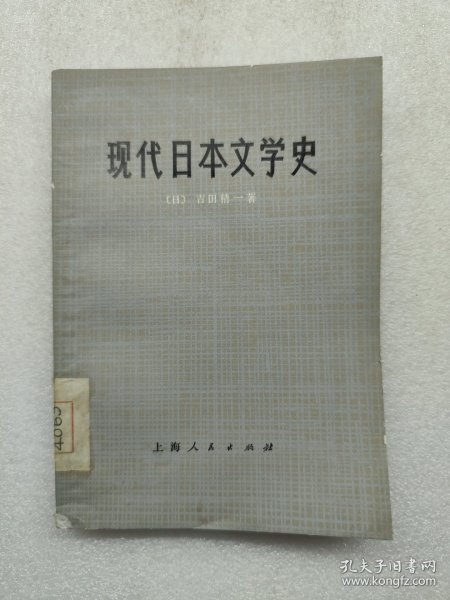 现代日本文学史
〔日〕 吉田精一著
4865
上海人民出版社
孔夫子旧书网
www.kongfz.com